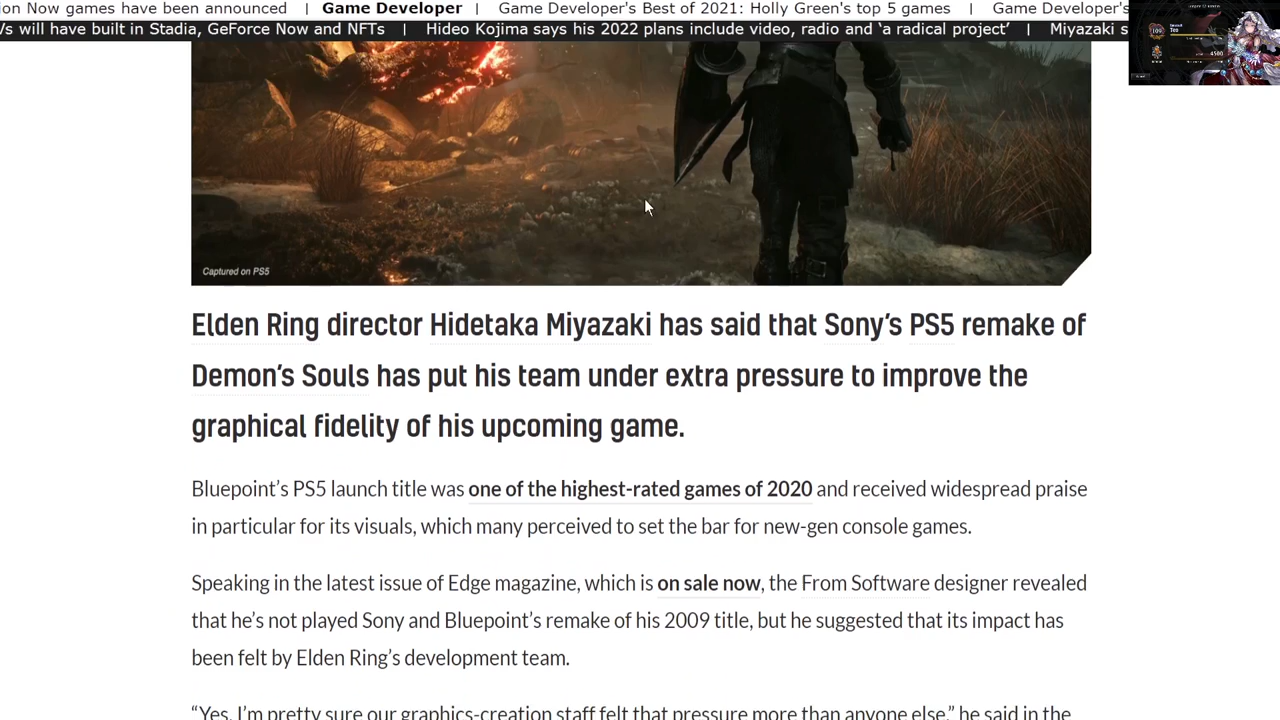 ion Now games have been announced | Game Developer | Game Developer's Best of 2021: Holly Green's top 5 games | Game Developer's
Vs will have built in Stadia, GeForce Now and NFTs | Hideo Kojima says his 2022 plans include video, radio and ‘a radical project’ | Miyazaki s
109
4500
Captured on PS5
Elden Ring director Hidetaka Miyazaki has said that Sony’s PS5 remake of
Demon’s Souls has put his team under extra pressure to improve the
graphical fidelity of his upcoming game.
Bluepoint’s PS5 launch title was one of the highest-rated games of 2020 and received widespread praise
in particular for its visuals, which many perceived to set the bar for new-gen console games.
Speaking in the latest issue of Edge magazine, which is on sale now, the From Software designer revealed
that he’s not played Sony and Bluepoint’s remake of his 2009 title, but he suggested that its impact has
been felt by Elden Ring’s development team.
“Yes, I’m pretty sure our graphics-creation staff felt that pressure more than anyone else,” he said in the